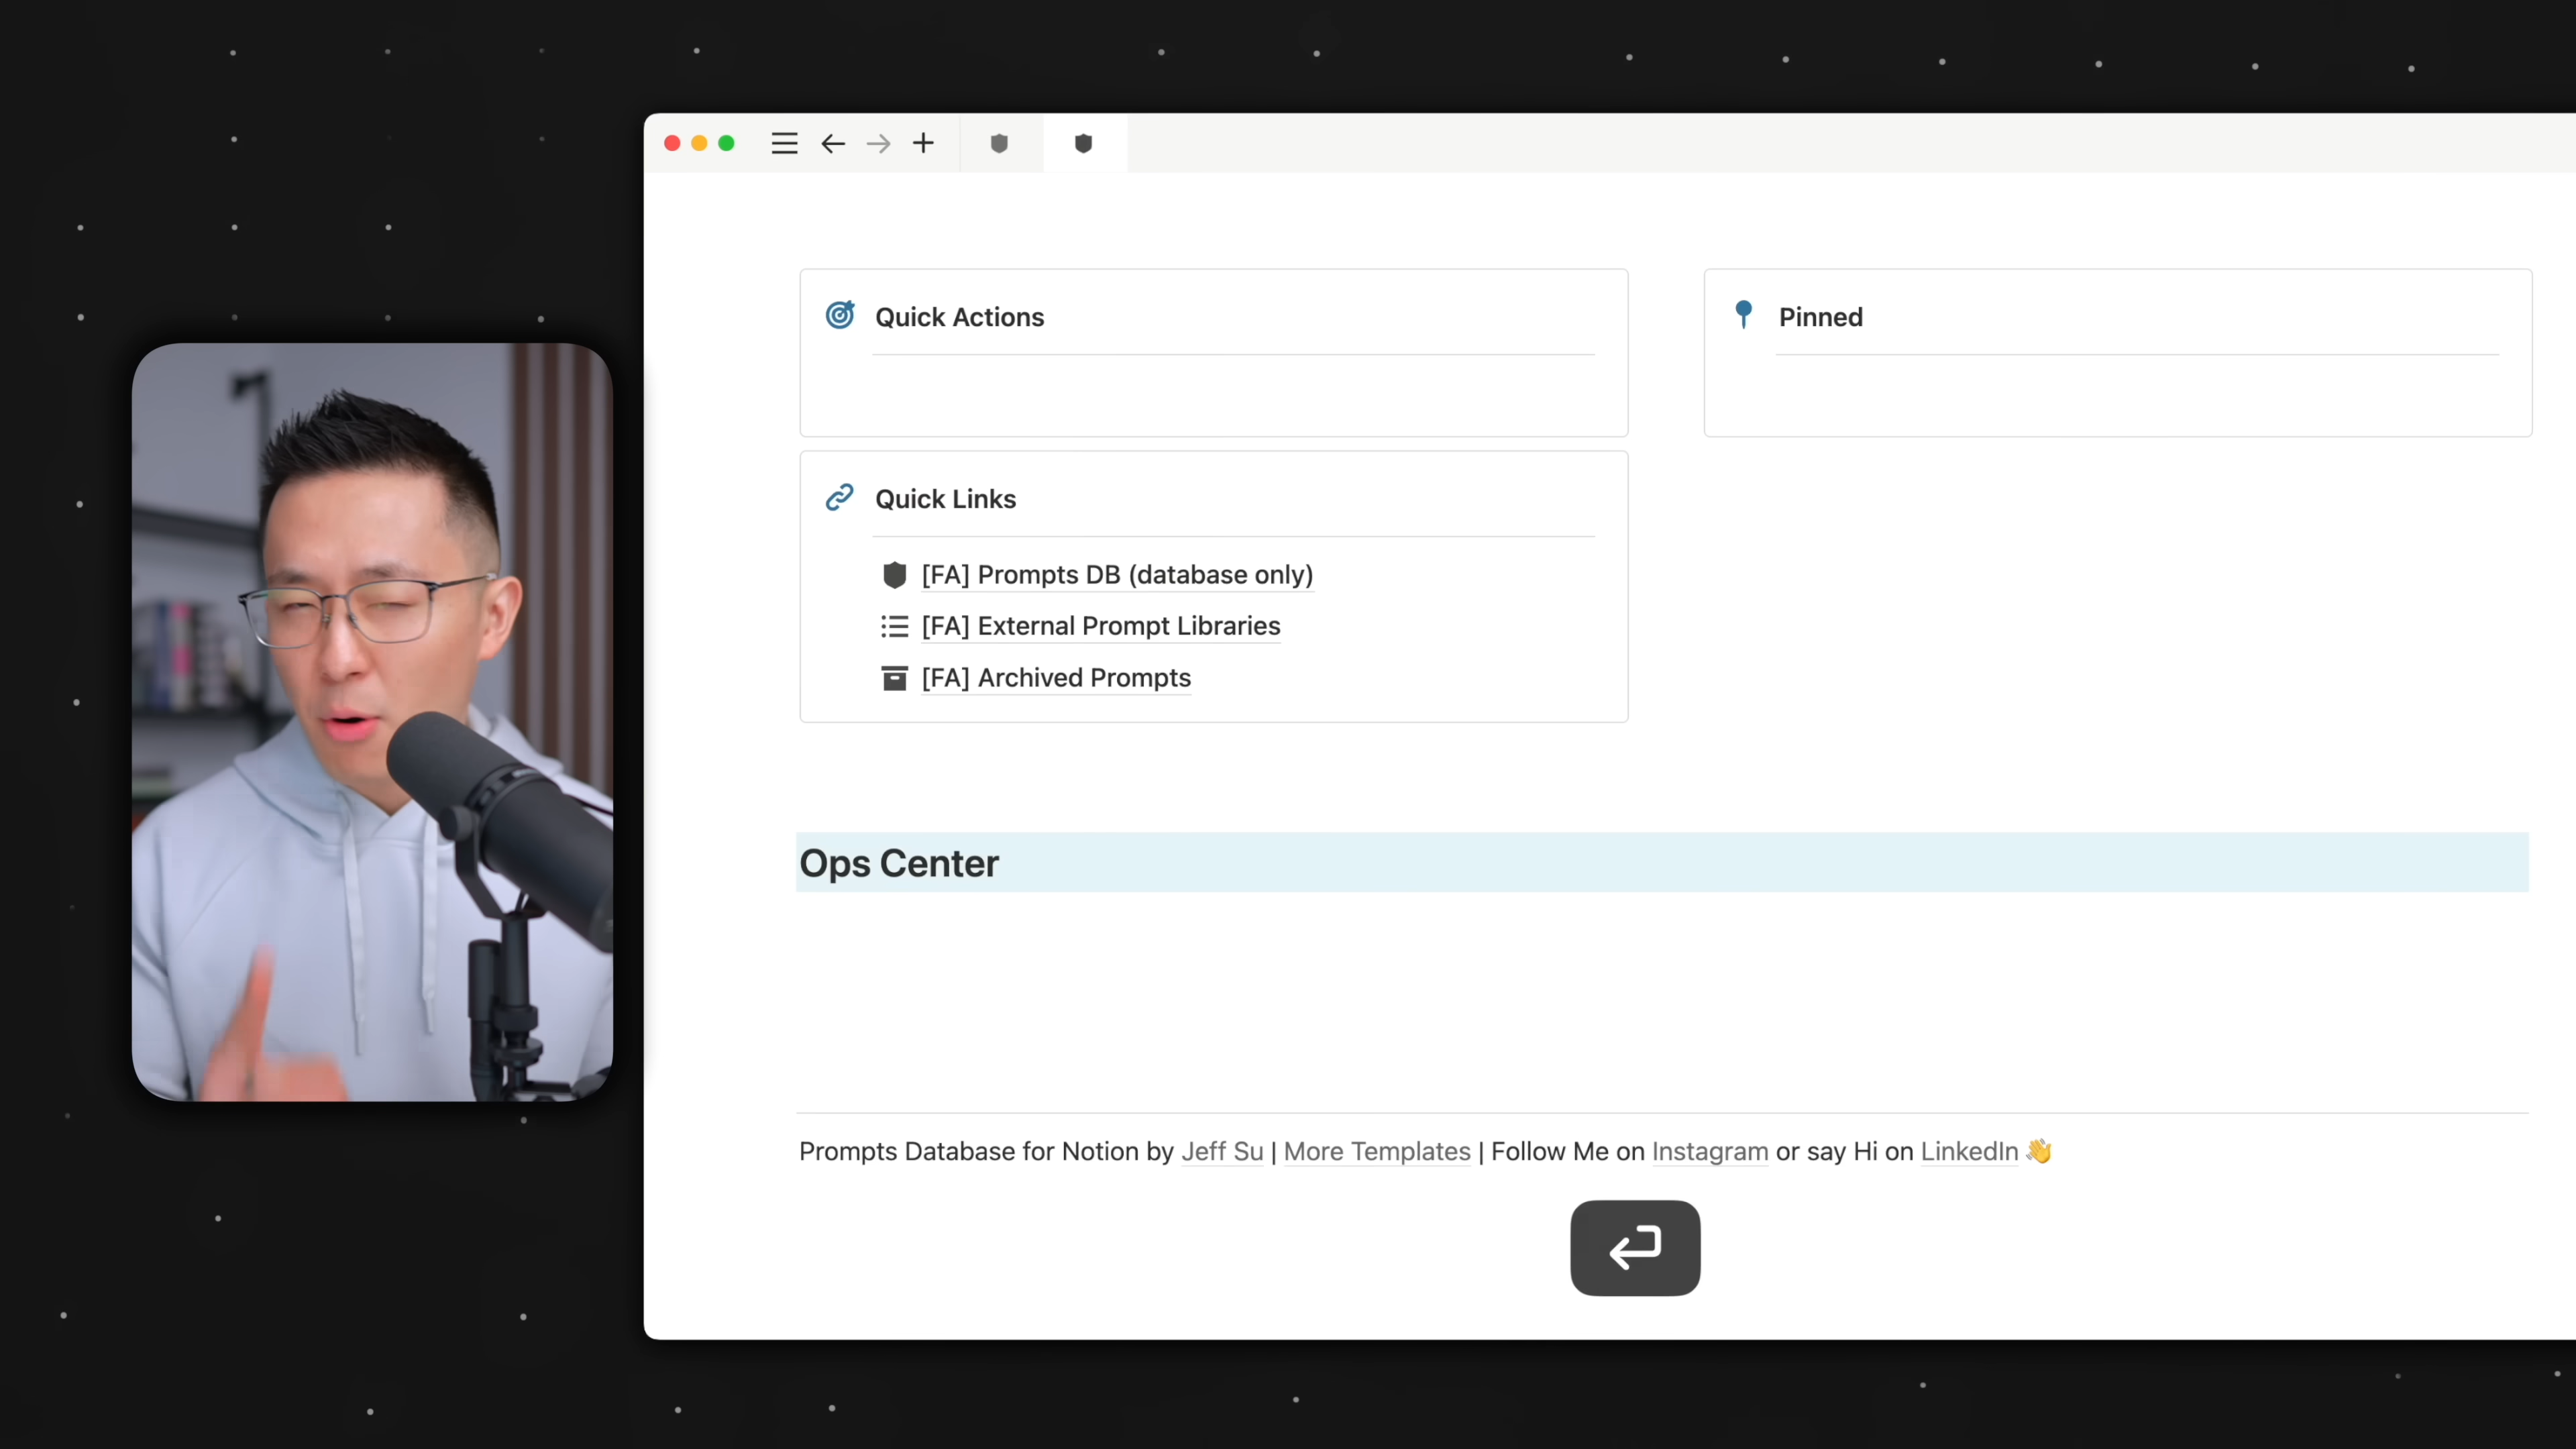 Quick Actions
Pinned
Quick Links
[FA] Prompts DB (database only)
[FA] External Prompt Libraries
[FA] Archived Prompts
Ops Center
Prompts Database for Notion by Jeff Su | More Templates | Follow Me on Instagram or say Hi on LinkedIn 👋